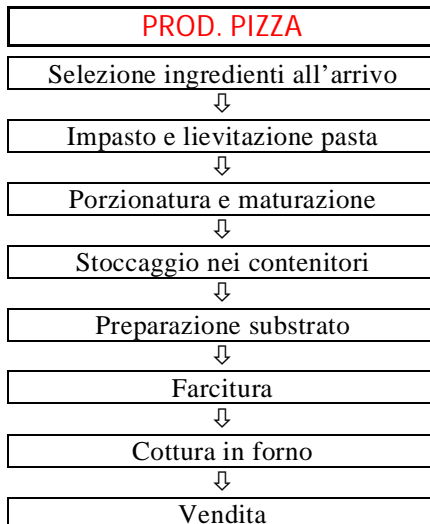 PROD. PIZZA
Selezione ingredienti all'arrivo
⇩
Impasto e lievitazione pasta
⇩
Porzionatura e maturazione
⇩
Stoccaggio nei contenitori
⇩
Preparazione substrato
⇩
Farcitura
⇩
Cottura in forno
⇩
Vendita